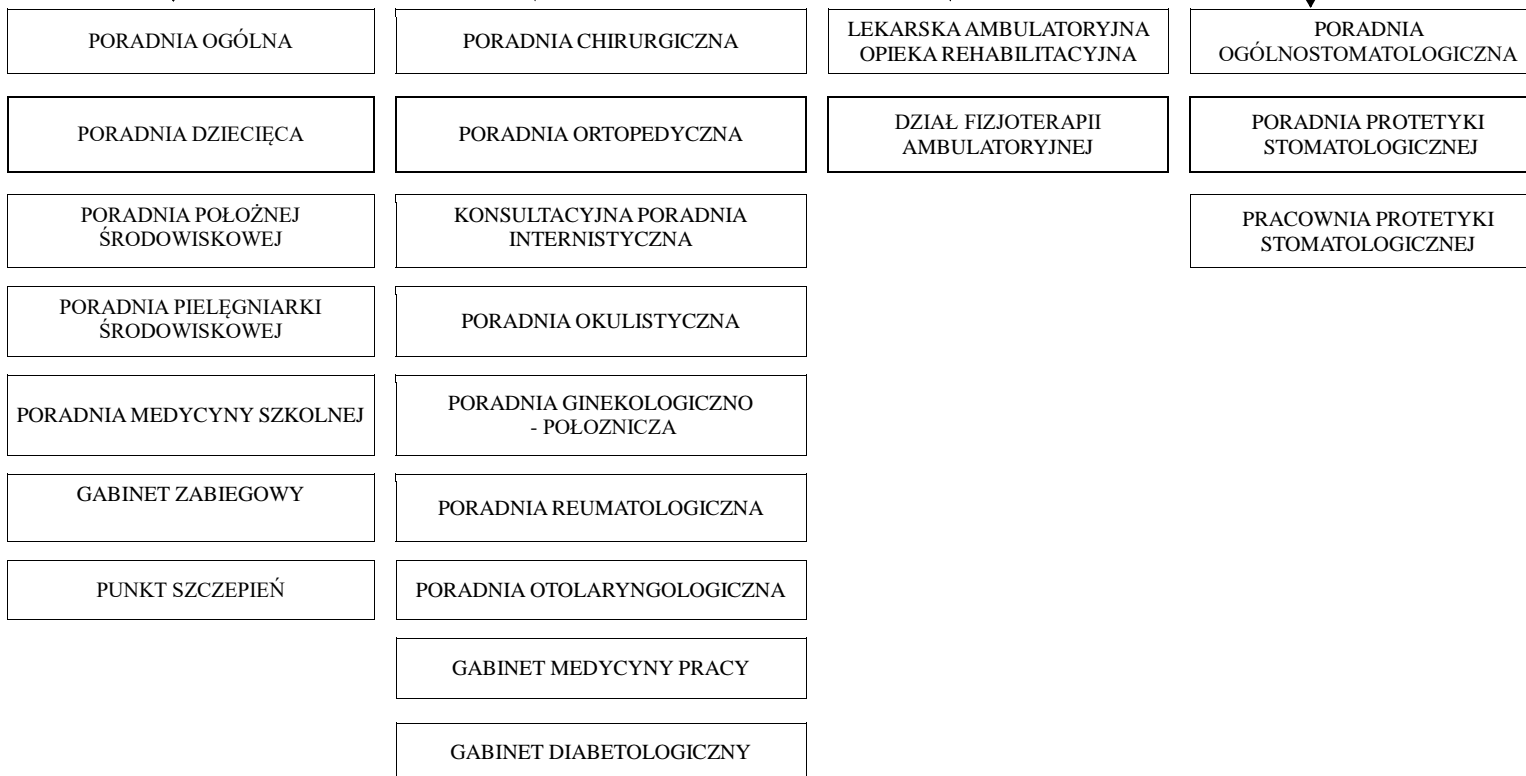 PORADNIA OGÓLNA
PORADNIA DZIECIĘCA
PORADNIA POŁOŻNEJ
ŚRODOWISKOWEJ
PORADNIA PIELĘGNIARKI
ŚRODOWISKOWEJ
PORADNIA MEDYCYNY SZKOLNEJ
GABINET ZABIEGOWY
PUNKT SZCZEPIEŃ
PORADNIA CHIRURGICZNA
PORADNIA ORTOPEDYCZNA
KONSULTACYJNA PORADNIA
INTERNISTYCZNA
PORADNIA OKULISTYCZNA
PORADNIA GINEKOLOGICZNO
- POŁOZNICZA
PORADNIA REUMATOLOGICZNA
PORADNIA OTOLARYNGOLOGICZNA
GABINET MEDYCYNY PRACY
GABINET DIABETOLOGICZNY
LEKARSKA AMBULATORYJNA
OPIEKA REHABILITACYJNA
DZIAŁ FIZJOTERAPII
AMBULATORYJNEJ
PORADNIA
OGÓLNOSTOMATOLOGICZNA
PORADNIA PROTETYKI
STOMATOLOGICZNEJ
PRACOWNIA PROTETYKI
STOMATOLOGICZNEJ